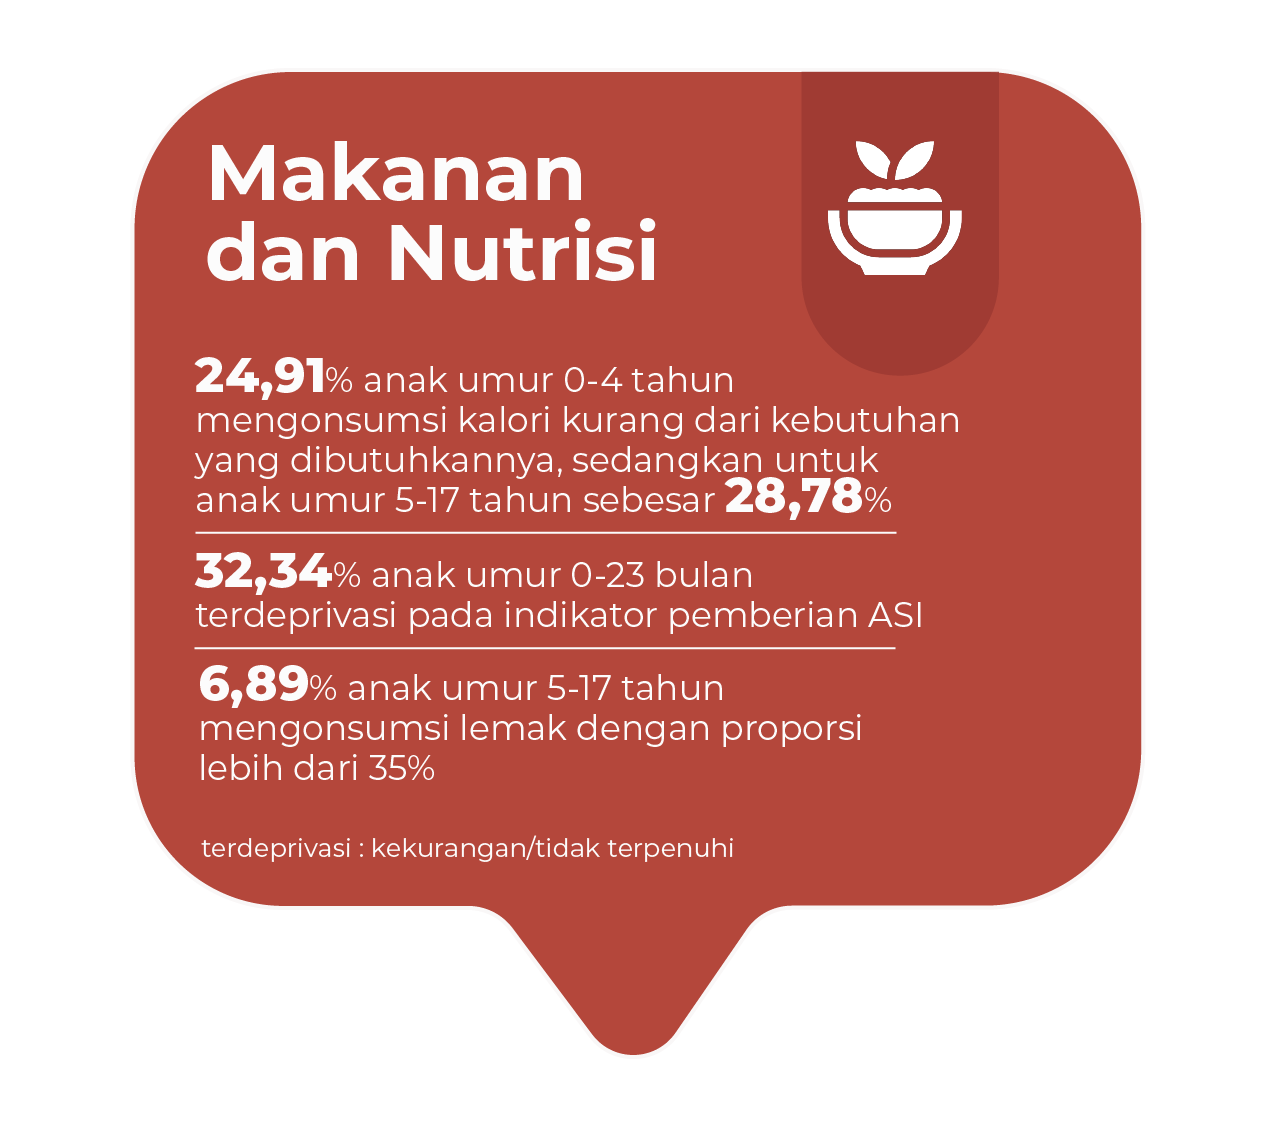 Makanan
dan Nutrisi
24,91% anak umur 0-4 tahun
mengonsumsi kalori kurang dari kebutuhan
yang dibutuhkannya, sedangkan untuk
anak umur 5-17 tahun sebesar 28,78%
32,34% anak umur 0-23 bulan
terdeprivasi pada indikator pemberian ASI
6,89% anak umur 5-17 tahun
mengonsumsi lemak dengan proporsi
lebih dari 35%
terdeprivasi : kekurangan/tidak terpenuhi